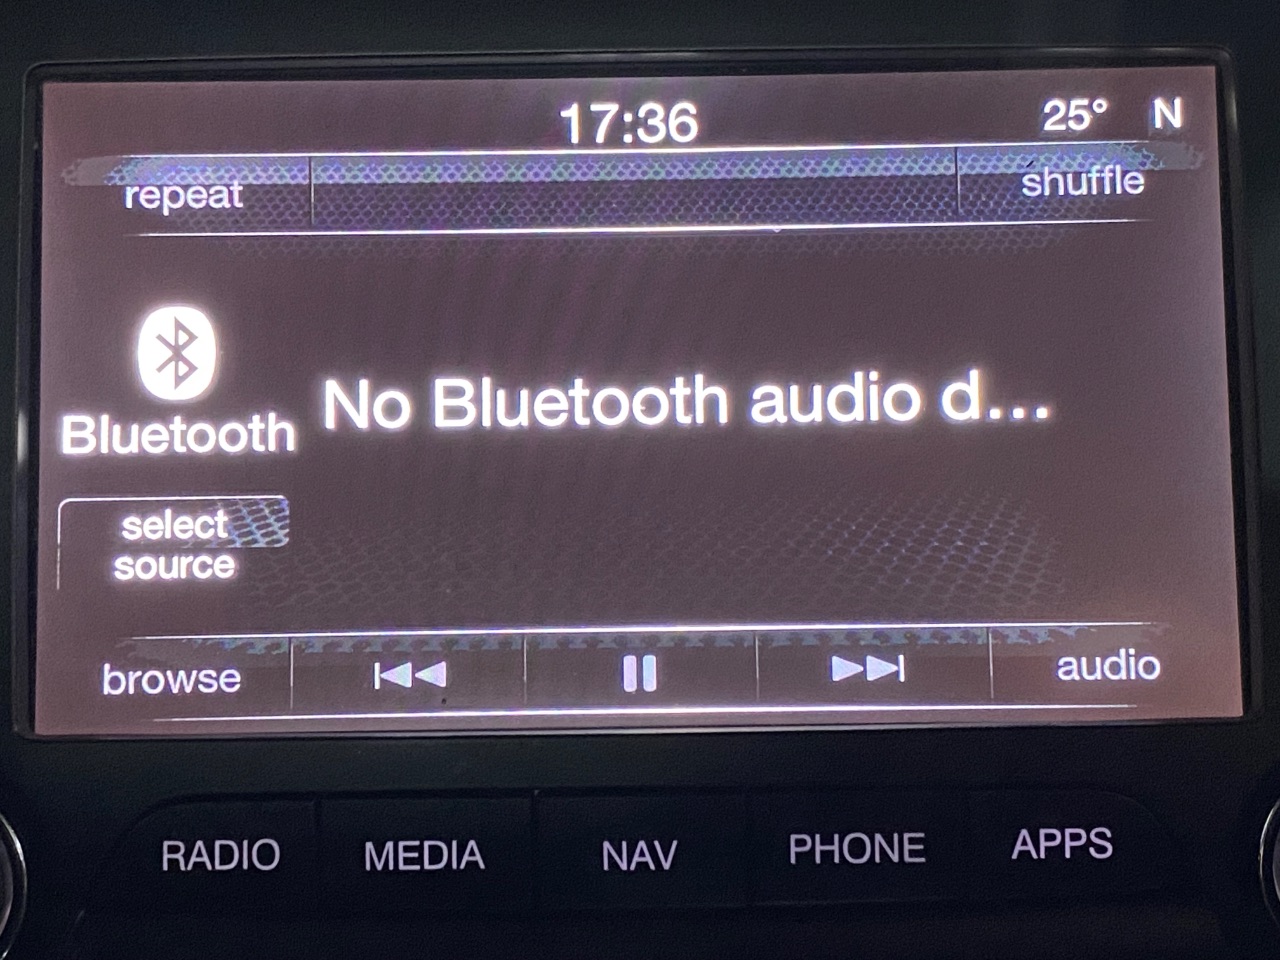 17:36
25° N
repeat
shuffle
Bluetooth
No Bluetooth audio d...
select
source
browse
audio
RADIO
MEDIA
NAV
PHONE
APPS